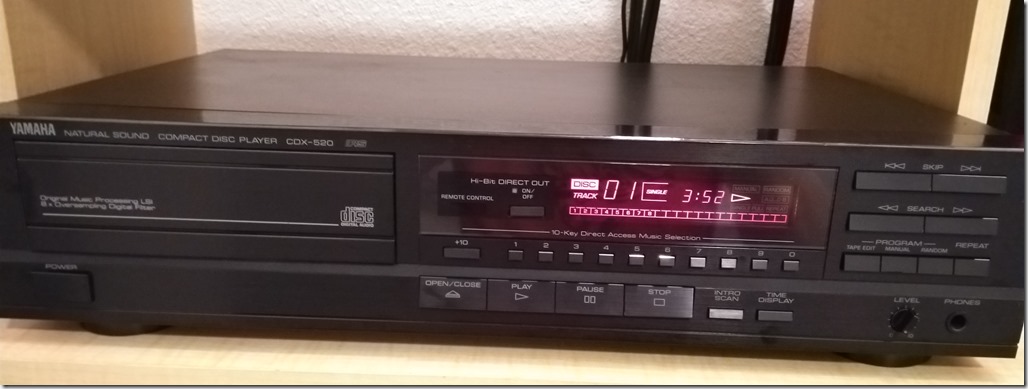 YAMAHA NATURAL SOUND COMPACT DISC PLAYER CDX-520 RS
Original Music Processing LSI
8 x Oversampling Digital Filter
COMPACT
disc
DIGITAL AUDIO
Hi-Bit DIRECT OUT
ON/
OFF
REMOTE CONTROL
DISC
TRACK 01 SINGLE 3:52
MANUAL RANDOM
1 2 3 4 5 6 7 8
10-Key Direct Access Music Selection
+10 1 2 3 4 5 6 7 8 9 0
SKIP
SEARCH
PROGRAM
TAPE EDIT MANUAL RANDOM REPEAT
POWER
OPEN/CLOSE PLAY PAUSE STOP
INTRO
SCAN
TIME
DISPLAY
LEVEL
PHONES